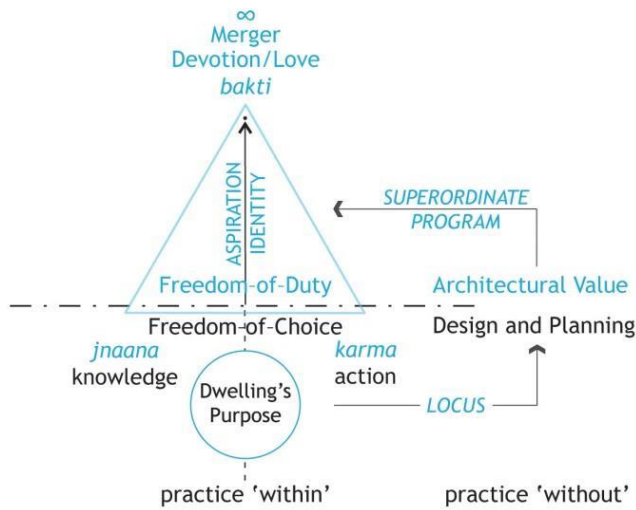 ∞
Merger
Devotion/Love
bakti
ASPIRATION
IDENTITY
SUPERORDINATE
PROGRAM
Freedom-of-Duty
Architectural Value
Freedom-of-Choice
Design and Planning
jnaana
knowledge
karma
action
Dwelling's
Purpose
LOCUS
practice 'within'
practice 'without'